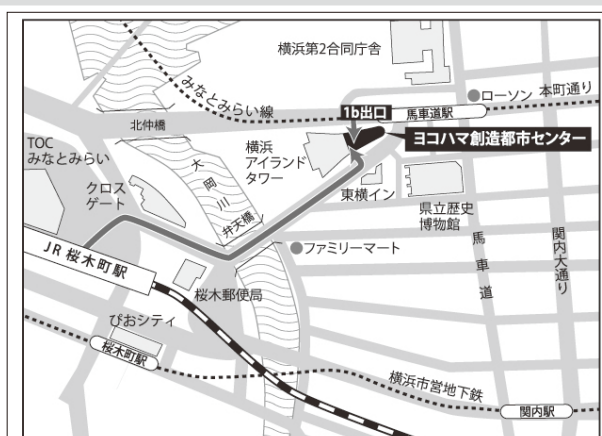 横浜第2合同庁舎
みなとみらい線
ローソン
本町通り
1b出口
馬車道駅
北仲橋
ヨコハマ創造都市センター
TOC
みなとみらい
横浜
アイランド
タワー
大岡川
クロス
ゲート
東横イン
県立歴史
博物館
弁天橋
馬車道
関内大通り
ファミリーマート
JR 桜木町駅
桜木郵便局
ぴおシティ
桜木町駅
横浜市営地下鉄
関内駅